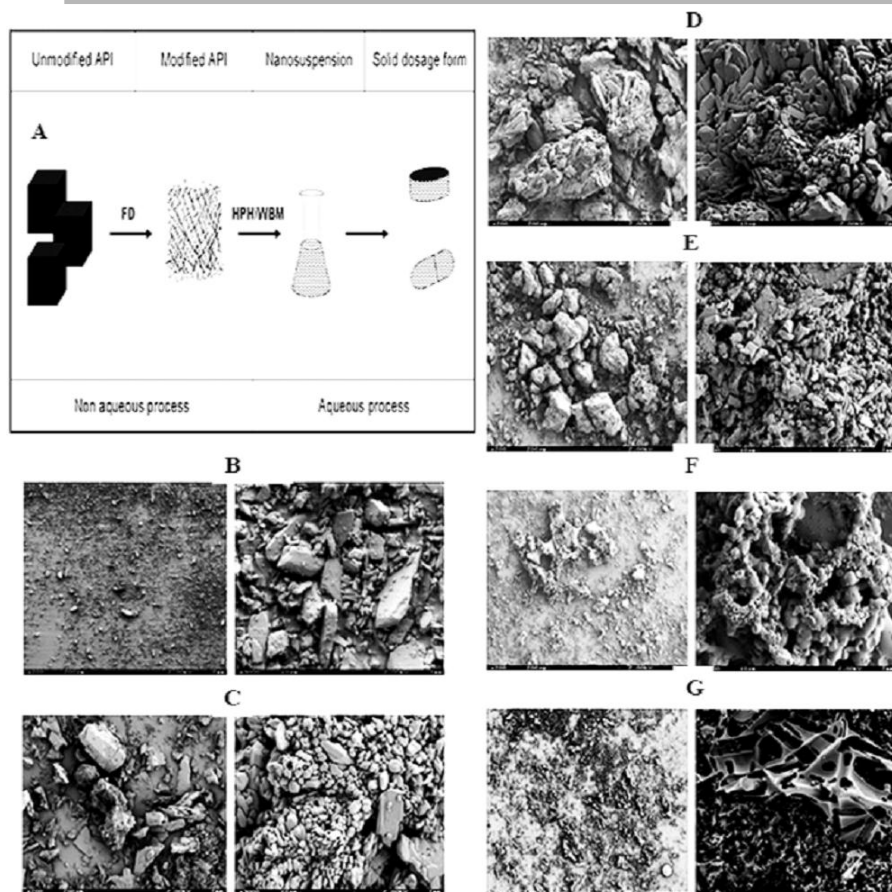 D
Unmodified API Modified API Nanosuspension Solid dosage form
A
FD HPH/WBM
Non aqueous process Aqueous process
E
B
F
C
G